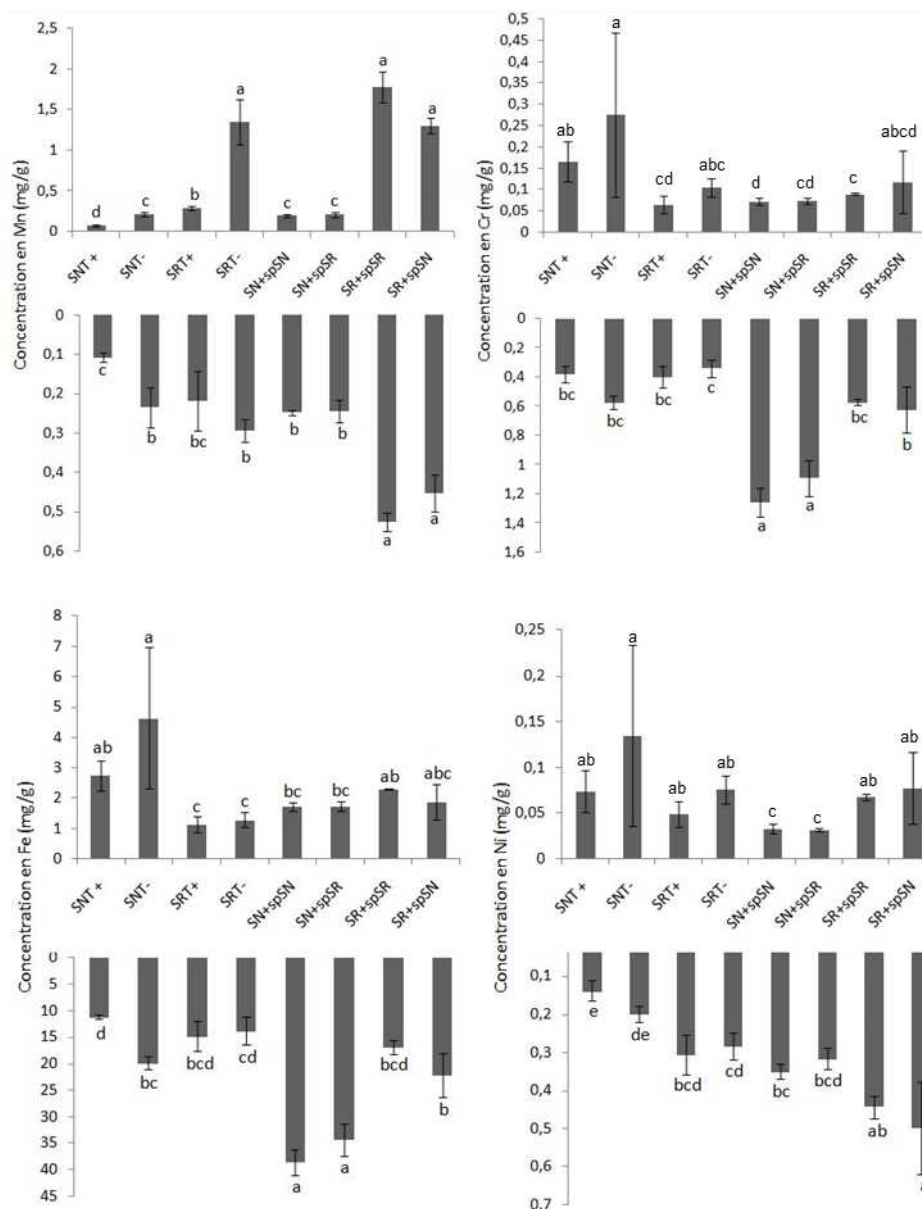 Concentration en Mn (mg/g)
2,5
2
1,5
1
0,5
0
d
c
b
a
c
c
a
a
SNT +
SNT-
SRT+
SRT-
SN+spSN
SN+spSR
SR+spSR
SR+spSN
0
0,1
0,2
0,3
0,4
0,5
0,6
c
b
bc
b
b
b
a
a
Concentration en Cr (mg/g)
0,5
0,45
0,4
0,35
0,3
0,25
0,2
0,15
0,1
0,05
0
ab
a
cd
abc
d
cd
c
abcd
SNT +
SNT-
SRT+
SRT-
SN+spSN
SN+spSR
SR+spSR
SR+spSN
0
0,2
0,4
0,6
0,8
1
1,2
1,4
1,6
bc
bc
bc
c
a
a
bc
b
Concentration en Fe (mg/g)
8
7
6
5
4
3
2
1
0
ab
a
c
c
bc
bc
ab
abc
SNT +
SNT-
SRT+
SRT-
SN+spSN
SN+spSR
SR+spSR
SR+spSN
0
5
10
15
20
25
30
35
40
45
d
bc
bcd
cd
a
a
bcd
b
Concentration en Ni (mg/g)
0,25
0,2
0,15
0,1
0,05
0
ab
a
ab
ab
c
c
ab
ab
SNT +
SNT-
SRT+
SRT-
SN+spSN
SN+spSR
SR+spSR
SR+spSN
0,1
0,2
0,3
0,4
0,5
0,6
0,7
e
de
bcd
cd
bc
bcd
ab